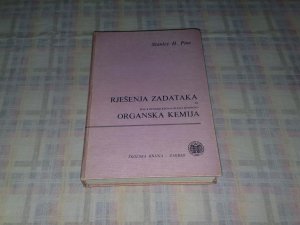 Stanley H. Pine
RJEŠENJA ZADATAKA
ORGANSKA KEMIJA
ŠKOLSKA KNJIGA - ZAGREB